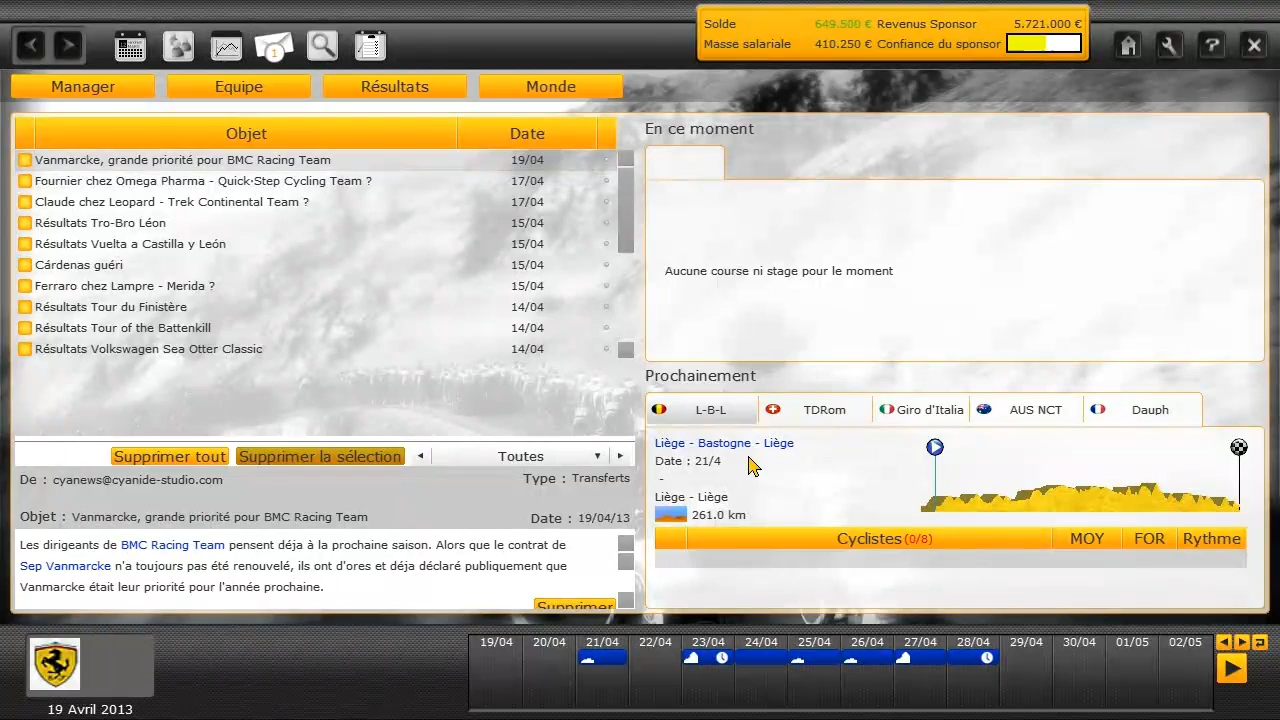 Solde 649.500 € Revenus Sponsor 5.721.000 €
Masse salariale 410.250 € Confiance du sponsor
1
Manager Equipe Résultats Monde
Objet Date
Vanmarcke, grande priorité pour BMC Racing Team 19/04
Fournier chez Omega Pharma - Quick·Step Cycling Team ? 17/04
Claude chez Leopard - Trek Continental Team ? 17/04
Résultats Tro-Bro Léon 15/04
Résultats Vuelta a Castilla y León 15/04
Cárdenas guéri 15/04
Ferraro chez Lampre - Merida ? 15/04
Résultats Tour du Finistère 14/04
Résultats Tour of the Battenkill 14/04
Résultats Volkswagen Sea Otter Classic 14/04
Supprimer tout Supprimer la sélection Toutes
De : cyanews@cyanide-studio.com Type : Transferts
Objet : Vanmarcke, grande priorité pour BMC Racing Team Date : 19/04/13
Les dirigeants de BMC Racing Team pensent déja à la prochaine saison. Alors que le contrat de
Sep Vanmarcke n'a toujours pas été renouvelé, ils ont d'ores et déja déclaré publiquement que
Vanmarcke était leur priorité pour l'année prochaine.
Supprimer
En ce moment
Aucune course ni stage pour le moment
Prochainement
L-B-L TDRom Giro d'Italia AUS NCT Dauph
Liège - Bastogne - Liège
Date : 21/4
-
Liège - Liège
261.0 km
Cyclistes (0/8) MOY FOR Rythme
19/04 20/04 21/04 22/04 23/04 24/04 25/04 26/04 27/04 28/04 29/04 30/04 01/05 02/05
19 Avril 2013